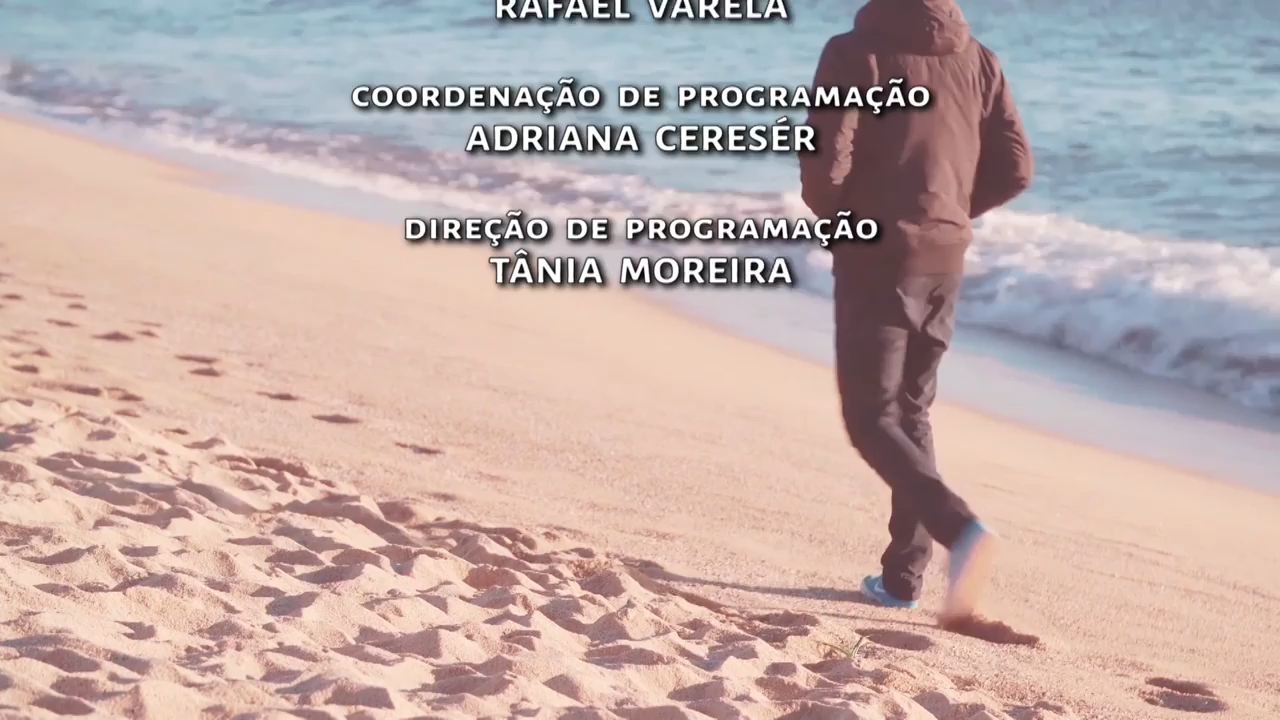 RAFAEL VARELA
COORDENAÇÃO DE PROGRAMAÇÃO
ADRIANA CERESÉR
DIREÇÃO DE PROGRAMAÇÃO
TÂNIA MOREIRA